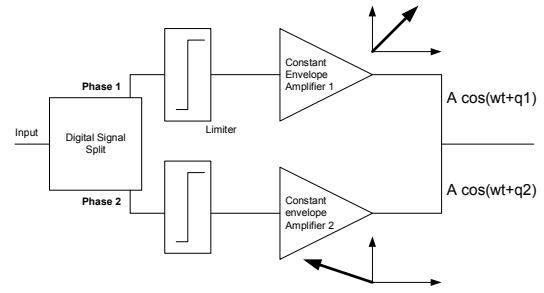 Phase 1
Input
Digital Signal
Split
Phase 2
Limiter
Constant
Envelope
Amplifier 1
Constant
envelope
Amplifier 2
A cos(wt+q1)
A cos(wt+q2)